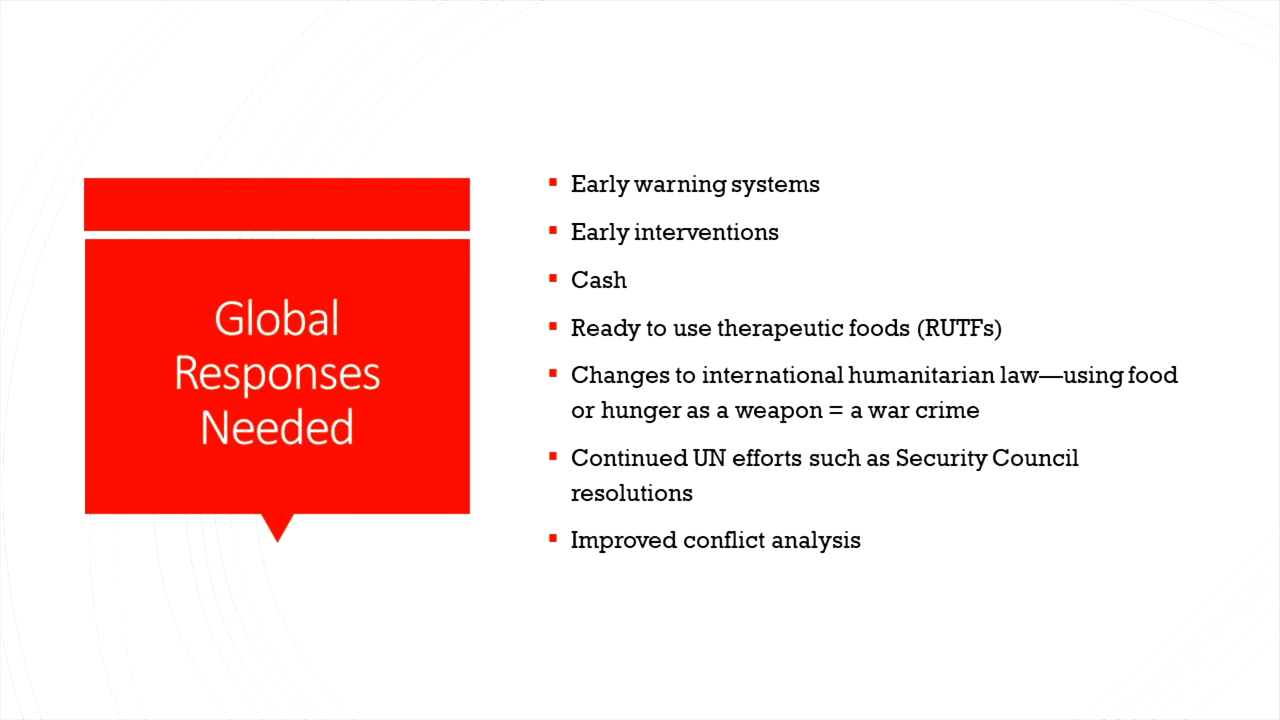 Global
Responses
Needed
▪ Early warning systems
▪ Early interventions
▪ Cash
▪ Ready to use therapeutic foods (RUTFs)
▪ Changes to international humanitarian law—using food
or hunger as a weapon = a war crime
▪ Continued UN efforts such as Security Council
resolutions
▪ Improved conflict analysis